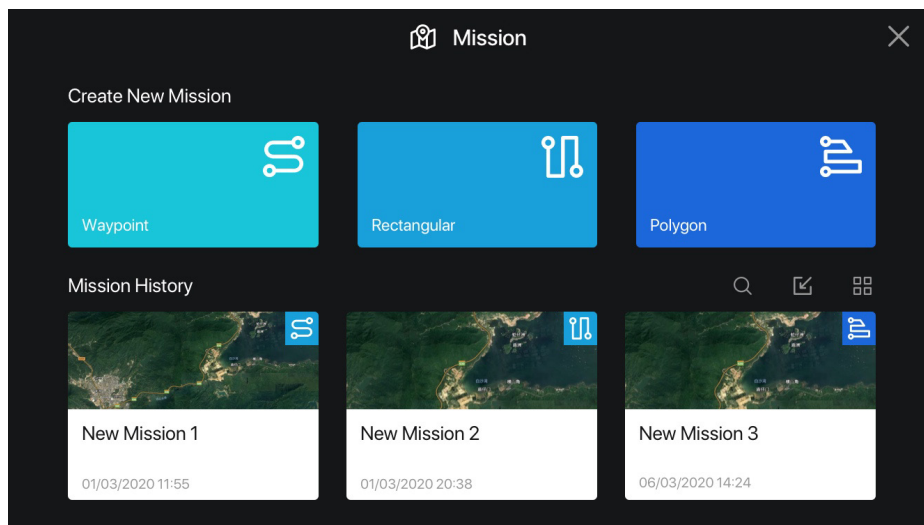 Mission
Create New Mission
Waypoint
Rectangular
Polygon
Mission History
New Mission 1
New Mission 2
New Mission 3
01/03/2020 11:55
01/03/2020 20:38
06/03/2020 14:24